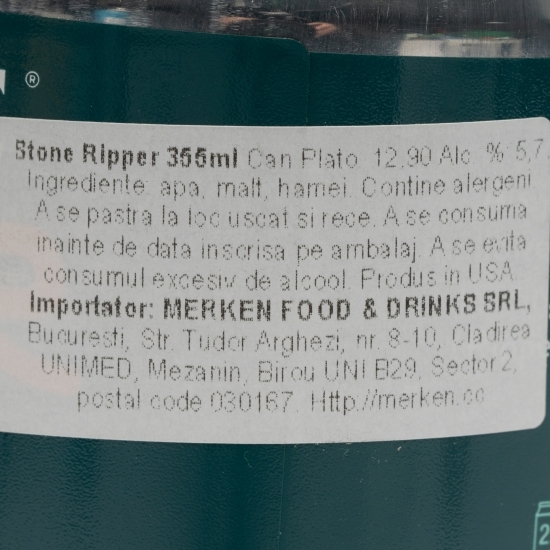 ®
Stone Ripper 355ml Can Plato 12,90 Alc % 5,7
Ingrediente: apa, malt, hamei. Contine alergeni
A se pastra la loc uscat si rece. A se consuma
inainte de data inscrisa pe ambalaj. A se evita
consumul excesiv de alcool. Produs in USA
Importator: MERKEN FOOD & DRINKS SRL,
Bucuresti, Str. Tudor Arghezi, nr. 8-10, Cladirea
UNIMED, Mezanin, Birou UNI B29, Sector 2,
postal code 030167. Http://merken.cc
2